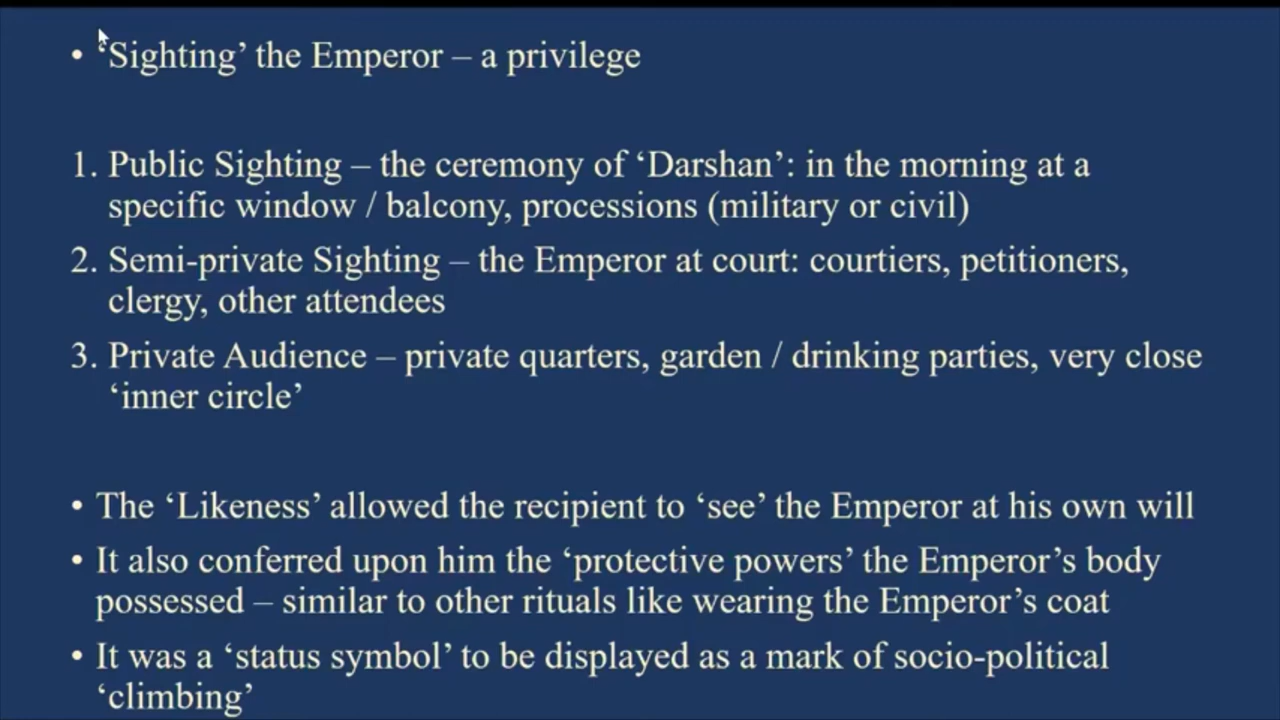 • ‘Sighting’ the Emperor – a privilege
1. Public Sighting – the ceremony of ‘Darshan’: in the morning at a
specific window / balcony, processions (military or civil)
2. Semi-private Sighting – the Emperor at court: courtiers, petitioners,
clergy, other attendees
3. Private Audience – private quarters, garden / drinking parties, very close
‘inner circle’
• The ‘Likeness’ allowed the recipient to ‘see’ the Emperor at his own will
• It also conferred upon him the ‘protective powers’ the Emperor’s body
possessed – similar to other rituals like wearing the Emperor’s coat
• It was a ‘status symbol’ to be displayed as a mark of socio-political
‘climbing’